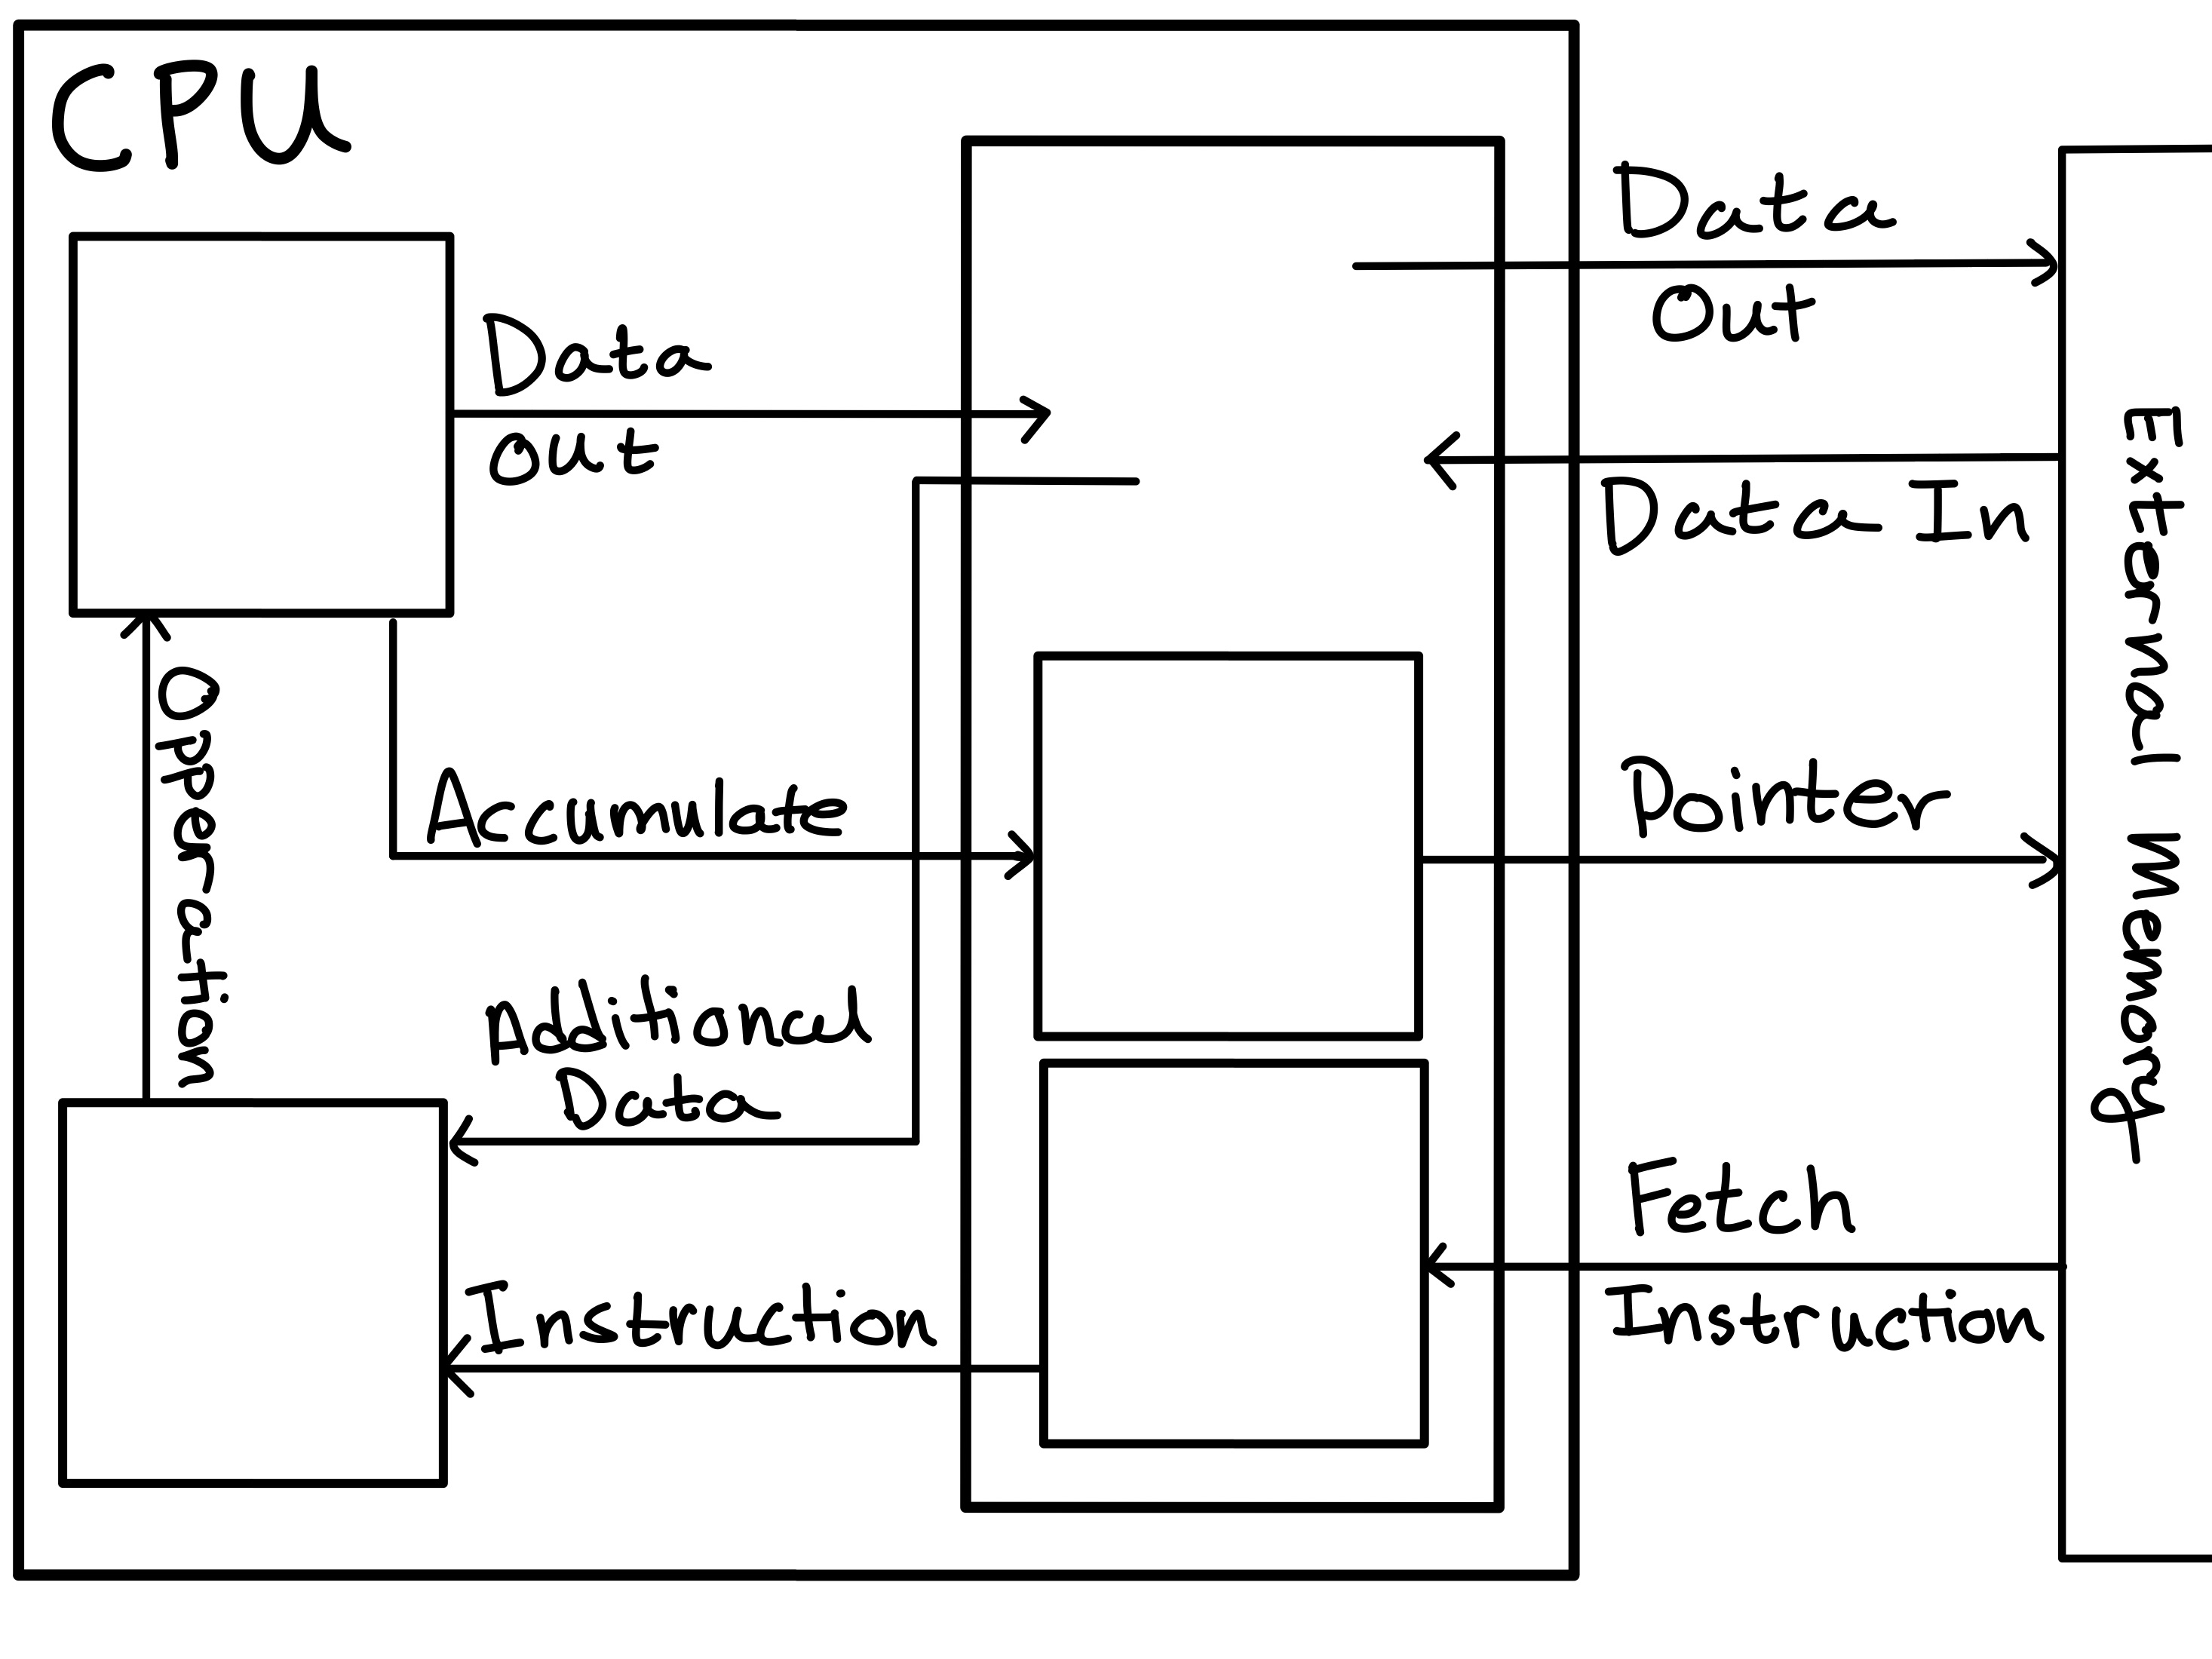 CPU
Data
Out
Data
Out
Data In
External Memory
Opperation
Accumulate
Pointer
Additional
Data
Fetch
Instruction
Instruction